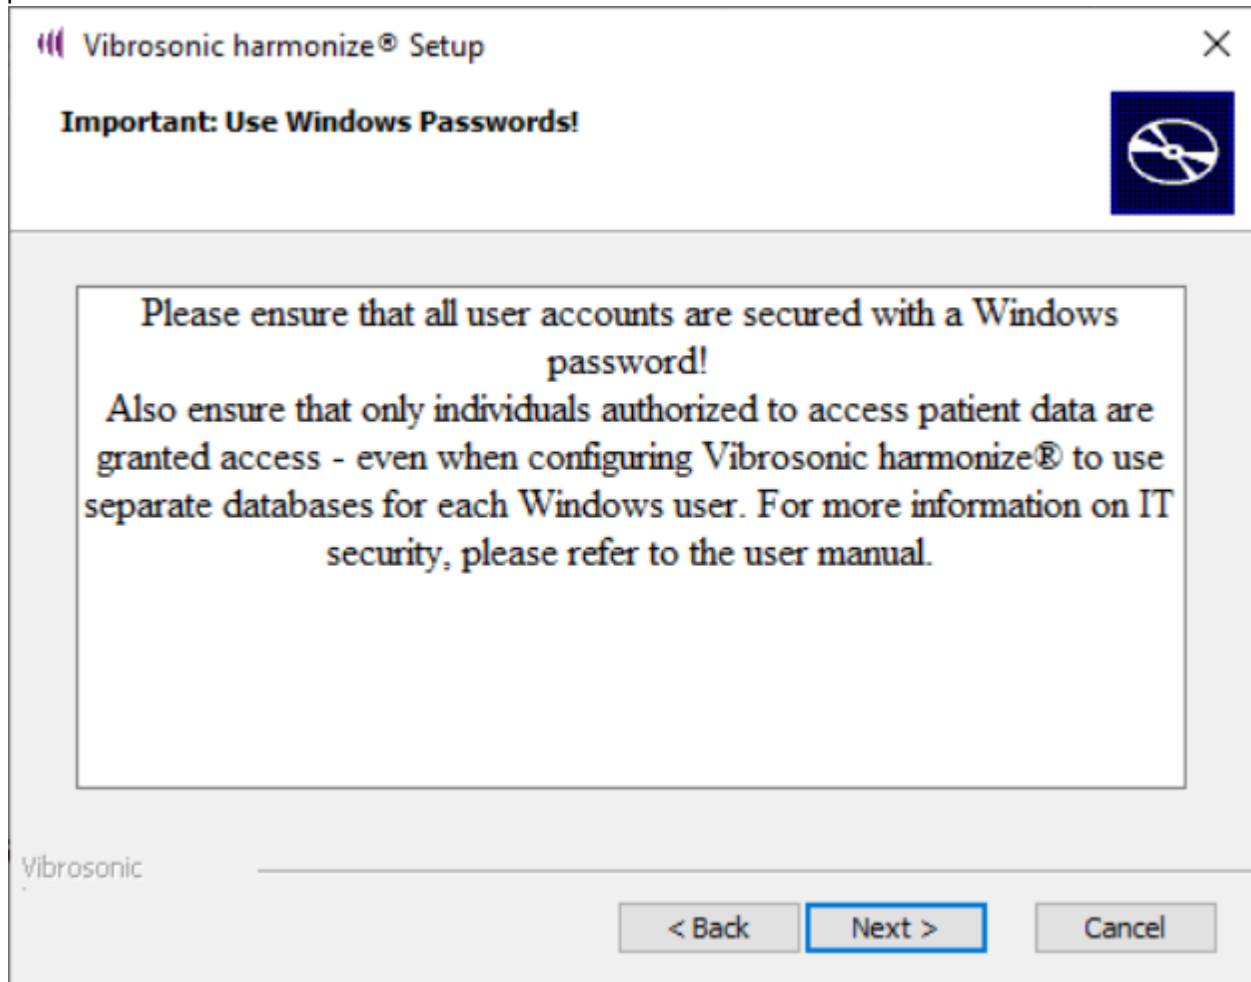 Vibrosonic harmonize® Setup
Important: Use Windows Passwords!
Please ensure that all user accounts are secured with a Windows
password!
Also ensure that only individuals authorized to access patient data are
granted access - even when configuring Vibrosonic harmonize® to use
separate databases for each Windows user. For more information on IT
security, please refer to the user manual.
Vibrosonic
< Back Next > Cancel